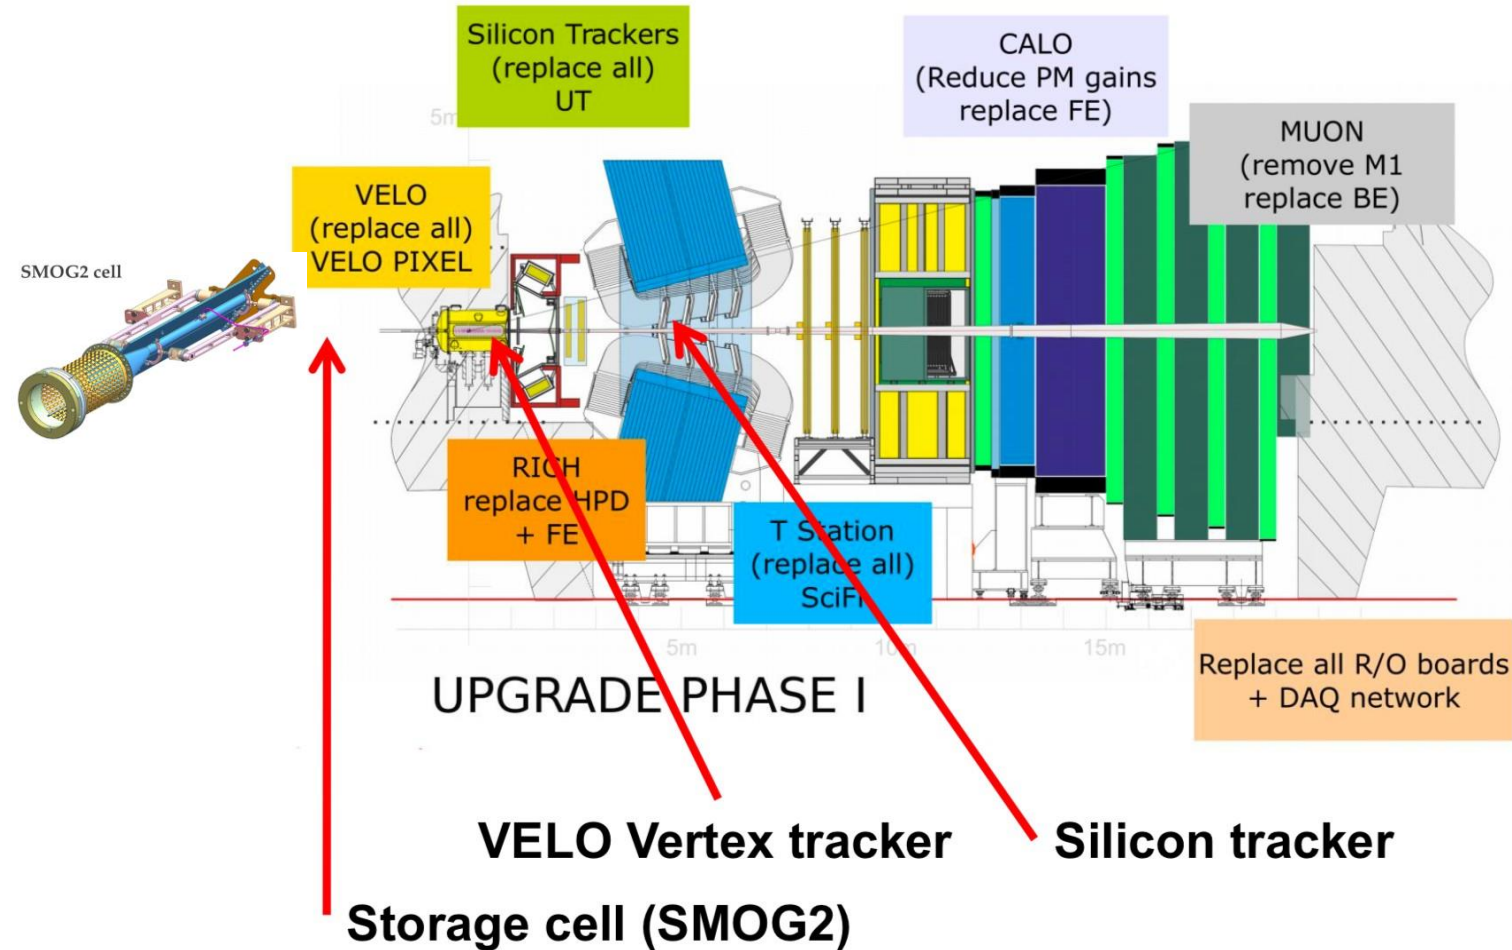 Silicon Trackers
(replace all)
UT
CALO
(Reduce PM gains
replace FE)
5m
MUON
(remove M1
replace BE)
VELO
(replace all)
VELO PIXEL
SMOG2 cell
RICH
replace HPD
+ FE
T Station
(replace all)
SciFi
5m
10m
15m
Replace all R/O boards
+ DAQ network
UPGRADE PHASE I
VELO Vertex tracker
Silicon tracker
Storage cell (SMOG2)